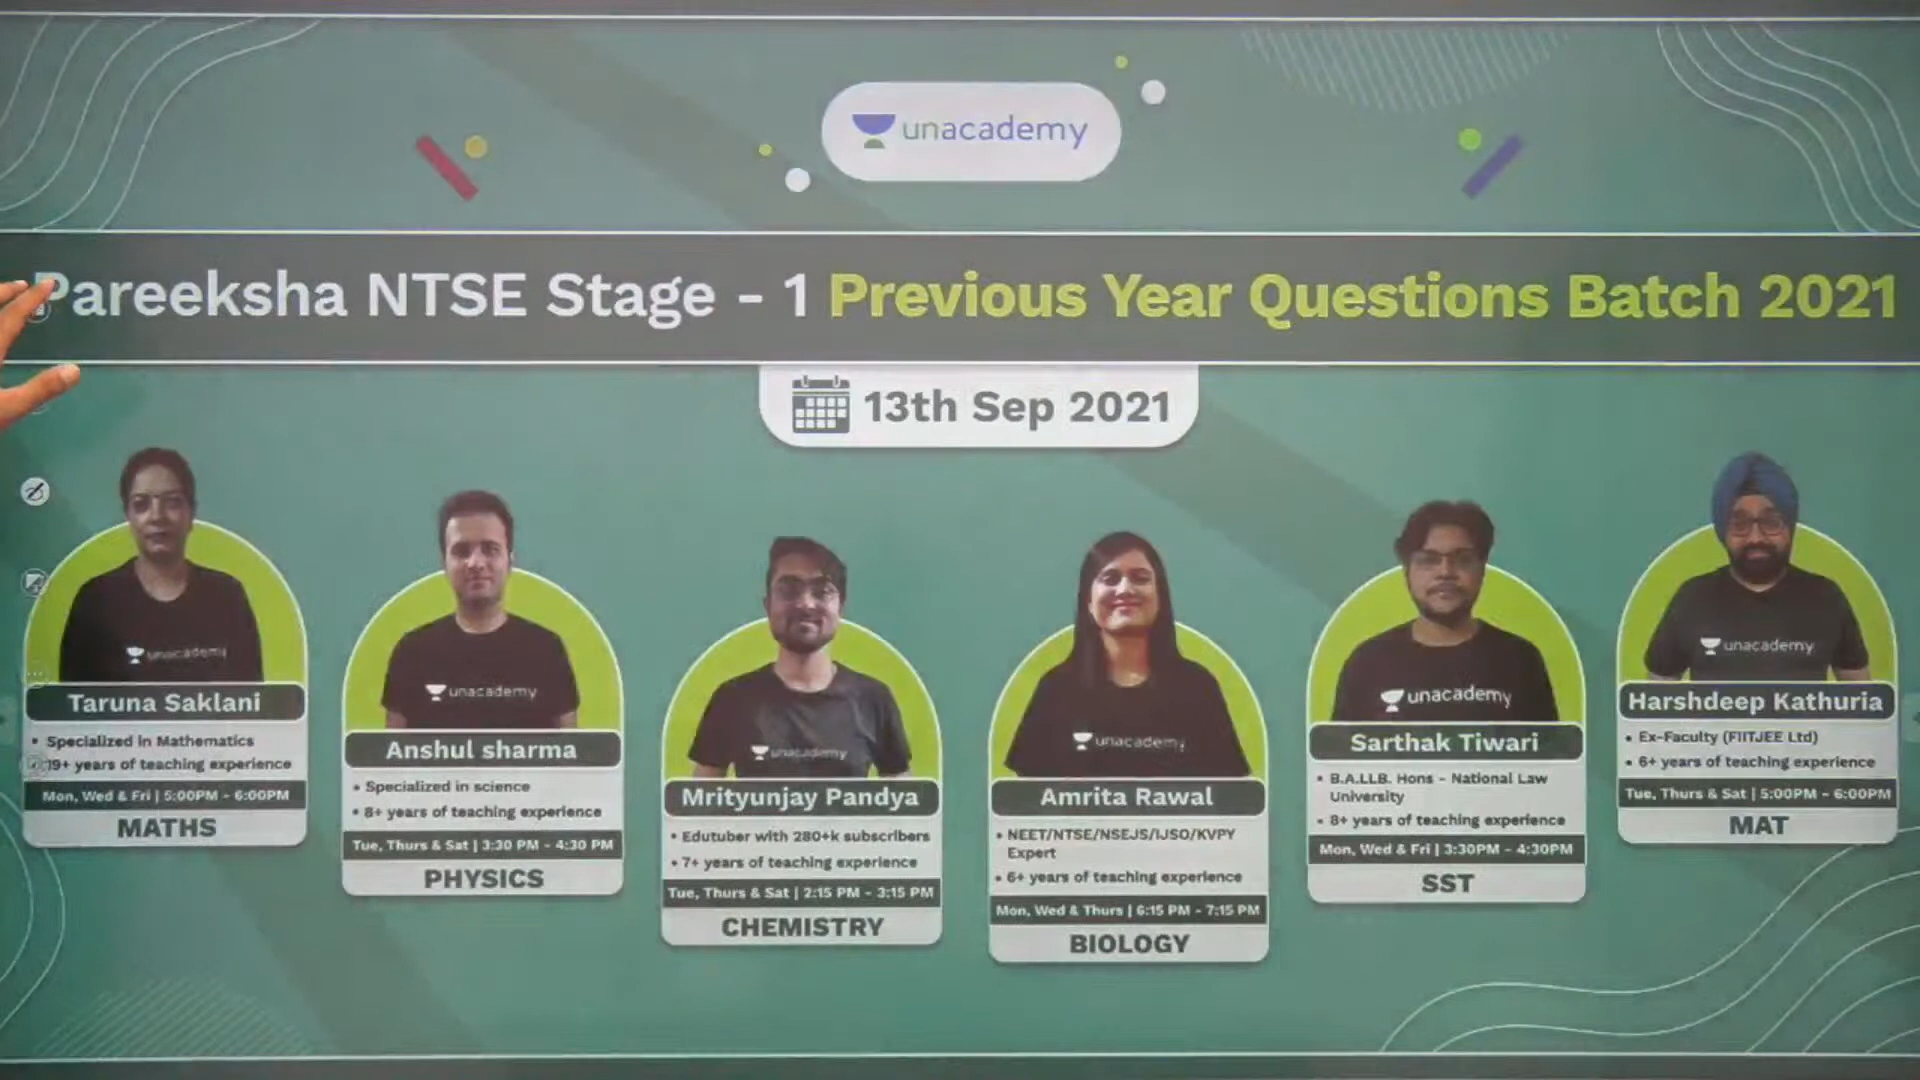 unacademy
Pareeksha NTSE Stage - 1 Previous Year Questions Batch 2021
13th Sep 2021
unacademy
Taruna Saklani
• Specialized in Mathematics
19+ years of teaching experience
Mon, Wed & Fri | 5:00PM - 6:00PM
MATHS
unacademy
Anshul sharma
• Specialized in science
• 8+ years of teaching experience
Tue, Thurs & Sat | 3:30 PM - 4:30 PM
PHYSICS
unacademy
Mrityunjay Pandya
• Edutuber with 280+k subscribers
• 7+ years of teaching experience
Tue, Thurs & Sat | 2:15 PM - 3:15 PM
CHEMISTRY
unacademy
Amrita Rawal
• NEET/NTSE/NSEJS/IJSO/KVPY
Expert
• 6+ years of teaching experience
Mon, Wed & Thurs | 6:15 PM - 7:15 PM
BIOLOGY
unacademy
Sarthak Tiwari
• B.A.LLB. Hons - National Law
University
• 8+ years of teaching experience
Mon, Wed & Fri | 3:30PM - 4:30PM
SST
unacademy
Harshdeep Kathuria
• Ex-Faculty (FIITJEE Ltd)
• 6+ years of teaching experience
Tue, Thurs & Sat | 5:00PM - 6:00PM
MAT